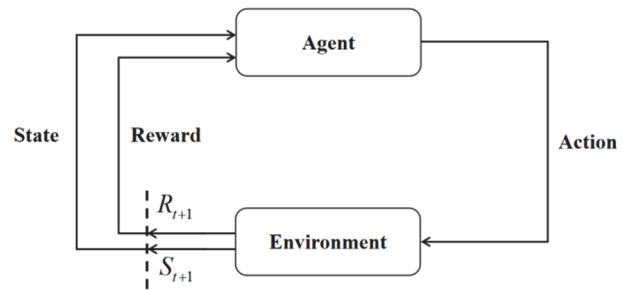 Agent
State
Reward
Action
R_{t+1}
Environment
S_{t+1}